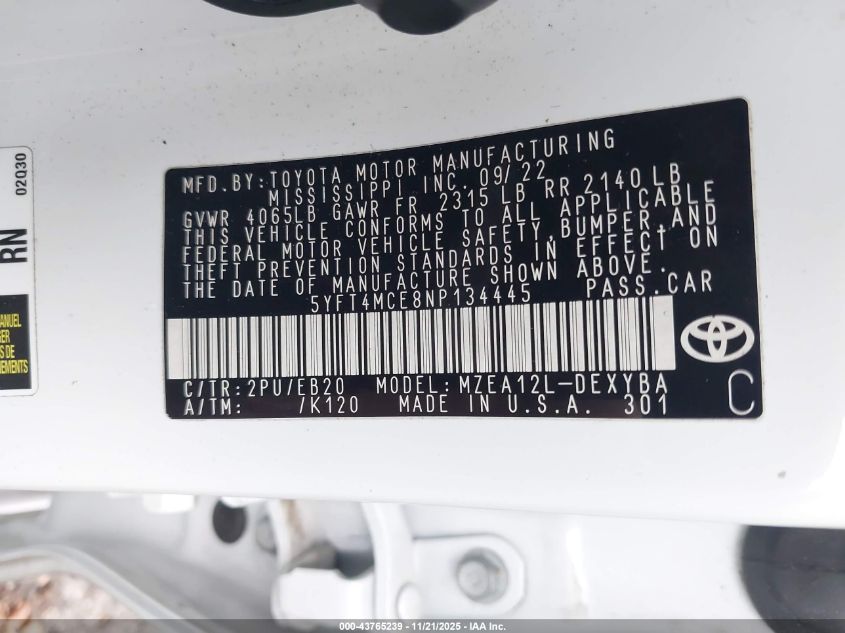 MFD.BY:TOYOTA MOTOR MANUFACTURING
MISSISSIPPI INC. 09/22
GVWR 4065LB GAWR FR 2315 LB RR 2140 LB
THIS VEHICLE CONFORMS TO ALL APPLICABLE
FEDERAL MOTOR VEHICLE SAFETY, BUMPER, AND
THEFT PREVENTION STANDARDS IN EFFECT ON
THE DATE OF MANUFACTURE SHOWN ABOVE.
5YFT4MCE8NP134445 PASS.CAR
C/TR: 2PU/EB20 MODEL: MZEA12L-DEXYBA
A/TM: /K120 MADE IN U.S.A. 301
C
02Q30
RN
000-43765239 - 11/21/2025 - IAA Inc.